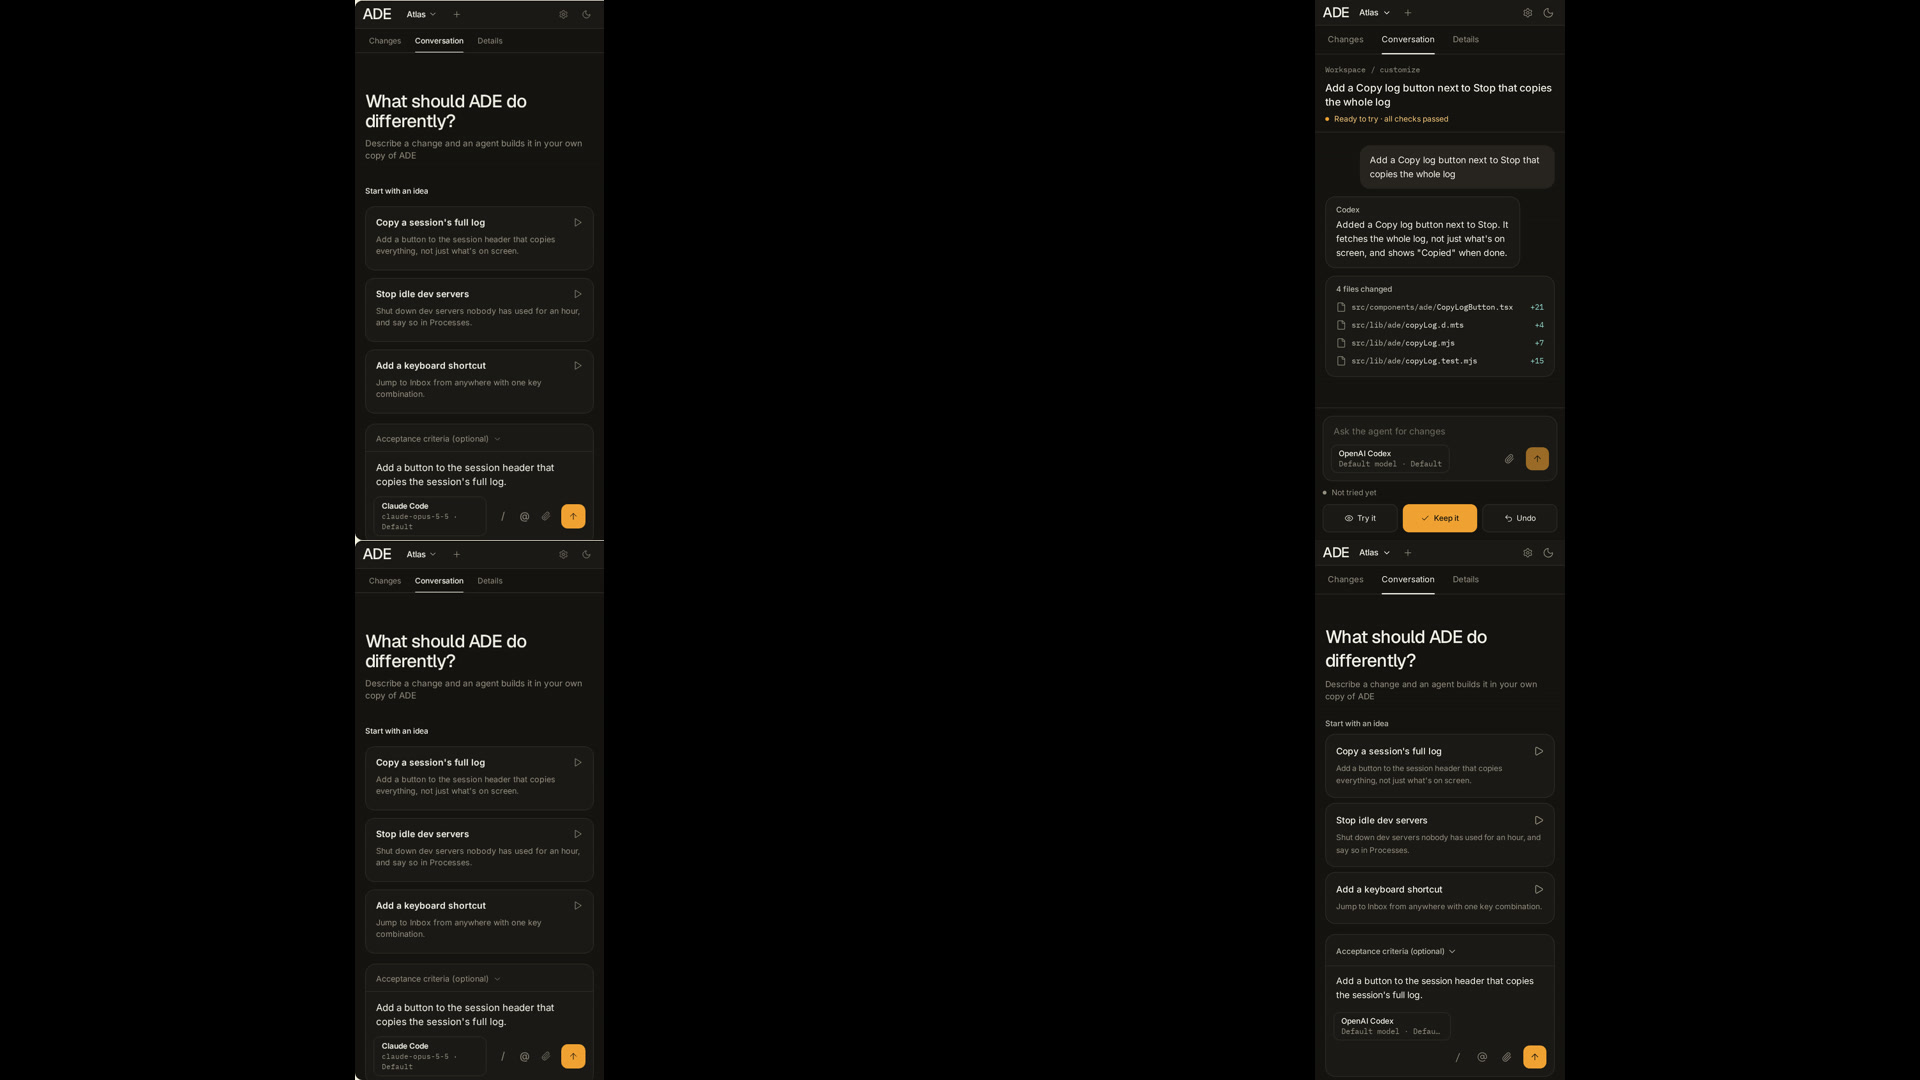 ADE Atlas
Changes Conversation Details
What should ADE do
differently?
Describe a change and an agent builds it in your own
copy of ADE
Start with an idea
Copy a session's full log
Add a button to the session header that copies
everything, not just what's on screen.
Stop idle dev servers
Shut down dev servers nobody has used for an hour,
and say so in Processes.
Add a keyboard shortcut
Jump to Inbox from anywhere with one key
combination.
Acceptance criteria (optional)
Add a button to the session header that
copies the session's full log.
Claude Code
claude-opus-5-5 ·
Default
/ @
ADE Atlas
Changes Conversation Details
Workspace / customize
Add a Copy log button next to Stop that copies
the whole log
Ready to try · all checks passed
Add a Copy log button next to Stop that
copies the whole log
Codex
Added a Copy log button next to Stop. It
fetches the whole log, not just what's on
screen, and shows "Copied" when done.
4 files changed
src/components/ade/CopyLogButton.tsx +21
src/lib/ade/copyLog.d.mts +4
src/lib/ade/copyLog.mjs +7
src/lib/ade/copyLog.test.mjs +15
Ask the agent for changes
OpenAI Codex
Default model · Default
Not tried yet
Try it Keep it Undo
ADE Atlas
Changes Conversation Details
What should ADE do
differently?
Describe a change and an agent builds it in your own
copy of ADE
Start with an idea
Copy a session's full log
Add a button to the session header that copies
everything, not just what's on screen.
Stop idle dev servers
Shut down dev servers nobody has used for an hour,
and say so in Processes.
Add a keyboard shortcut
Jump to Inbox from anywhere with one key
combination.
Acceptance criteria (optional)
Add a button to the session header that
copies the session's full log.
Claude Code
claude-opus-5-5 ·
Default
/ @
ADE Atlas
Changes Conversation Details
What should ADE do
differently?
Describe a change and an agent builds it in your own
copy of ADE
Start with an idea
Copy a session's full log
Add a button to the session header that copies
everything, not just what's on screen.
Stop idle dev servers
Shut down dev servers nobody has used for an hour, and
say so in Processes.
Add a keyboard shortcut
Jump to Inbox from anywhere with one key combination.
Acceptance criteria (optional)
Add a button to the session header that copies
the session's full log.
OpenAI Codex
Default model · Defau…
/ @